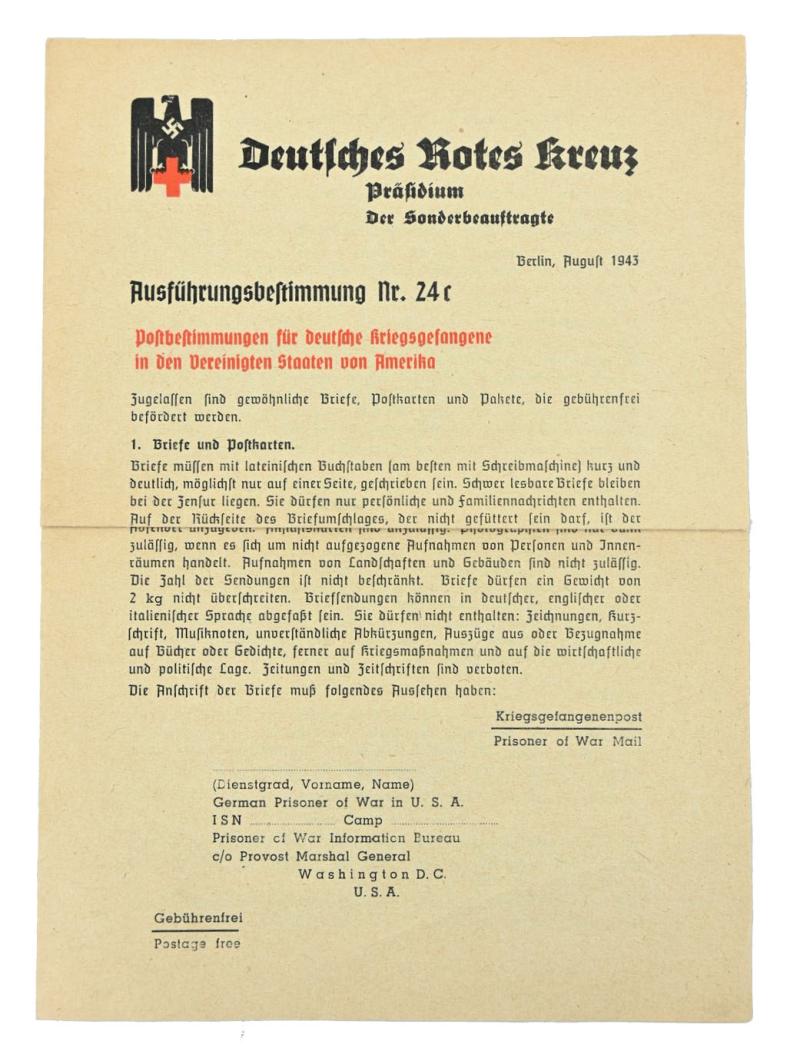 Deutsches Rotes Kreuz
Präsidium
Der Sonderbeauftragte
Berlin, August 1943
Ausführungsbestimmung Nr. 24 c
Postbestimmungen für deutsche Kriegsgefangene
in den Vereinigten Staaten von Amerika
Zugelassen sind gewöhnliche Briefe, Postkarten und Pakete, die gebührenfrei
befördert werden.
1. Briefe und Postkarten.
Briefe müssen mit lateinischen Buchstaben (am besten mit Schreibmaschine) kurz und
deutlich, möglichst nur auf einer Seite, geschrieben sein. Schwer lesbare Briefe bleiben
bei der Zensur liegen. Sie dürfen nur persönliche und Familiennachrichten enthalten.
Auf der Rückseite des Briefumschlages, der nicht gefüttert sein darf, ist der
Absender anzugeben. Ansichtskarten sind unzulässig. Photographien sind nur dann
zulässig, wenn es sich um nicht aufgezogene Aufnahmen von Personen und Innen-
räumen handelt. Aufnahmen von Landschaften und Gebäuden sind nicht zulässig.
Die Zahl der Sendungen ist nicht beschränkt. Briefe dürfen ein Gewicht von
2 kg nicht überschreiten. Briefsendungen können in deutscher, englischer oder
italienischer Sprache abgefaßt sein. Sie dürfen nicht enthalten: Zeichnungen, Kurz-
schrift, Musiknoten, unverständliche Abkürzungen, Auszüge aus oder Bezugnahme
auf Bücher oder Gedichte, ferner auf Kriegsmaßnahmen und auf die wirtschaftliche
und politische Lage. Zeitungen und Zeitschriften sind verboten.
Die Anschrift der Briefe muß folgendes Aussehen haben:
Kriegsgefangenenpost
Prisoner of War Mail
(Dienstgrad, Vorname, Name)
German Prisoner of War in U. S. A.
ISN .................... Camp ....................
Prisoner of War Information Bureau
c/o Provost Marshal General
Washington D. C.
U. S. A.
Gebührenfrei
Postage free